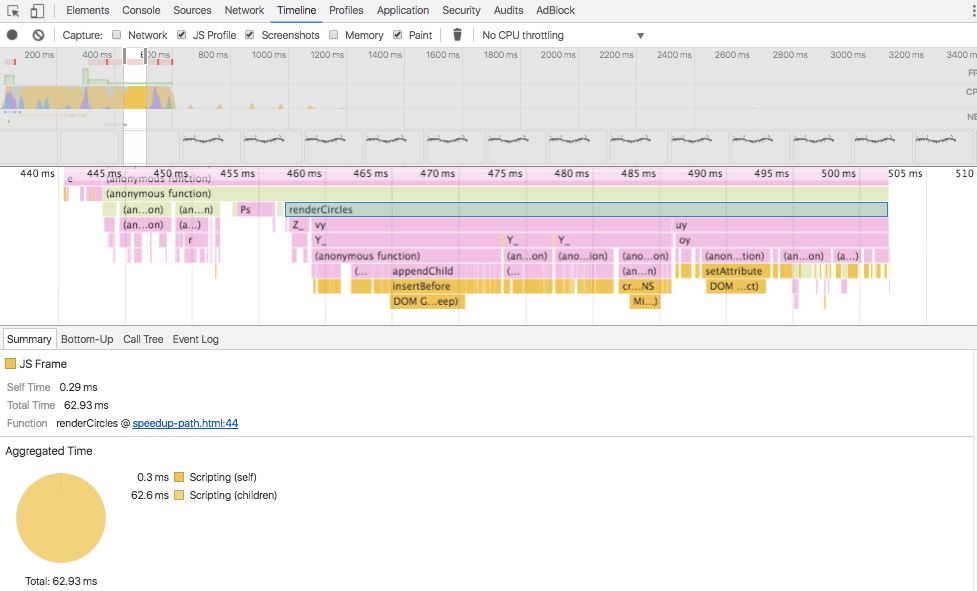 Elements Console Sources Network Timeline Profiles Application Security Audits AdBlock
Capture: Network JS Profile Screenshots Memory Paint No CPU throttling
200 ms 400 ms 600 ms 800 ms 1000 ms 1200 ms 1400 ms 1600 ms 1800 ms 2000 ms 2200 ms 2400 ms 2600 ms 2800 ms 3000 ms 3200 ms 3400 m
FP
CP
NE
440 ms 445 ms 450 ms 455 ms 460 ms 465 ms 470 ms 475 ms 480 ms 485 ms 490 ms 495 ms 500 ms 505 ms 510
e (anonymous function)
(anonymous function)
(an...on) (an...n) Ps renderCircles
(an...on) (a...) Z_ vy uy
r Y_ Y_ Y_ oy
(anonymous function) (an...on) (ano...ion) (ano...on) (anon...tion) (an...on) (a...)
(... appendChild (... (an...n) setAttribute
insertBefore cr...NS DOM ...ct)
DOM G...eep) Mi...)
Summary Bottom-Up Call Tree Event Log
JS Frame
Self Time 0.29 ms
Total Time 62.93 ms
Function renderCircles @ speedup-path.html:44
Aggregated Time
0.3 ms Scripting (self)
62.6 ms Scripting (children)
Total: 62.93 ms